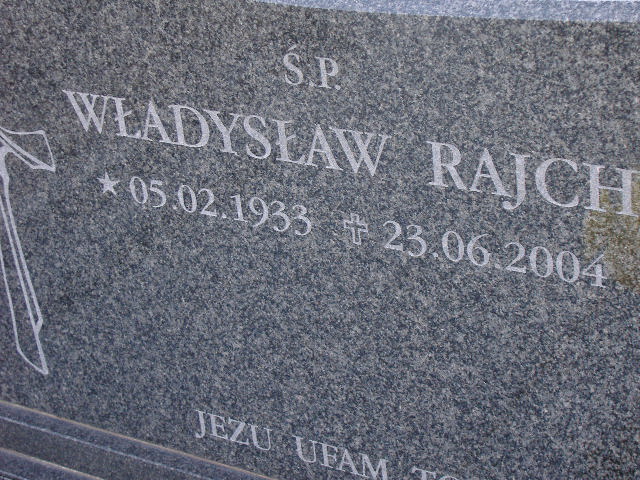 Ś.P.
WŁADYSŁAW RAJCH
★ 05.02.1933 ✝ 23.06.2004
JEZU UFAM